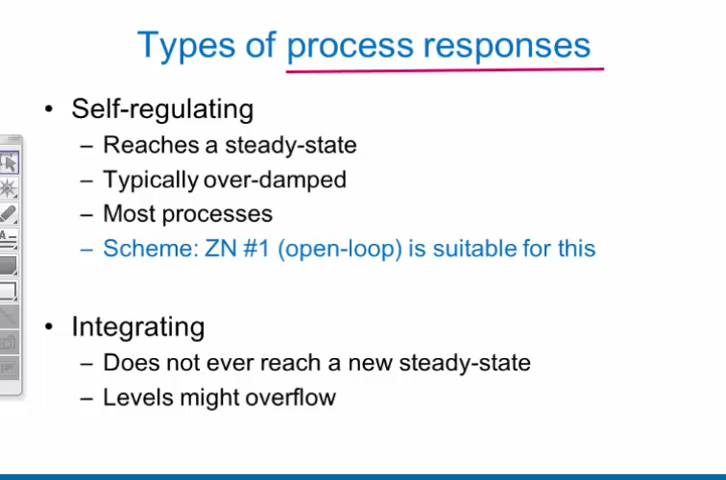 Types of process responses
• Self-regulating
– Reaches a steady-state
– Typically over-damped
– Most processes
– Scheme: ZN #1 (open-loop) is suitable for this
• Integrating
– Does not ever reach a new steady-state
– Levels might overflow